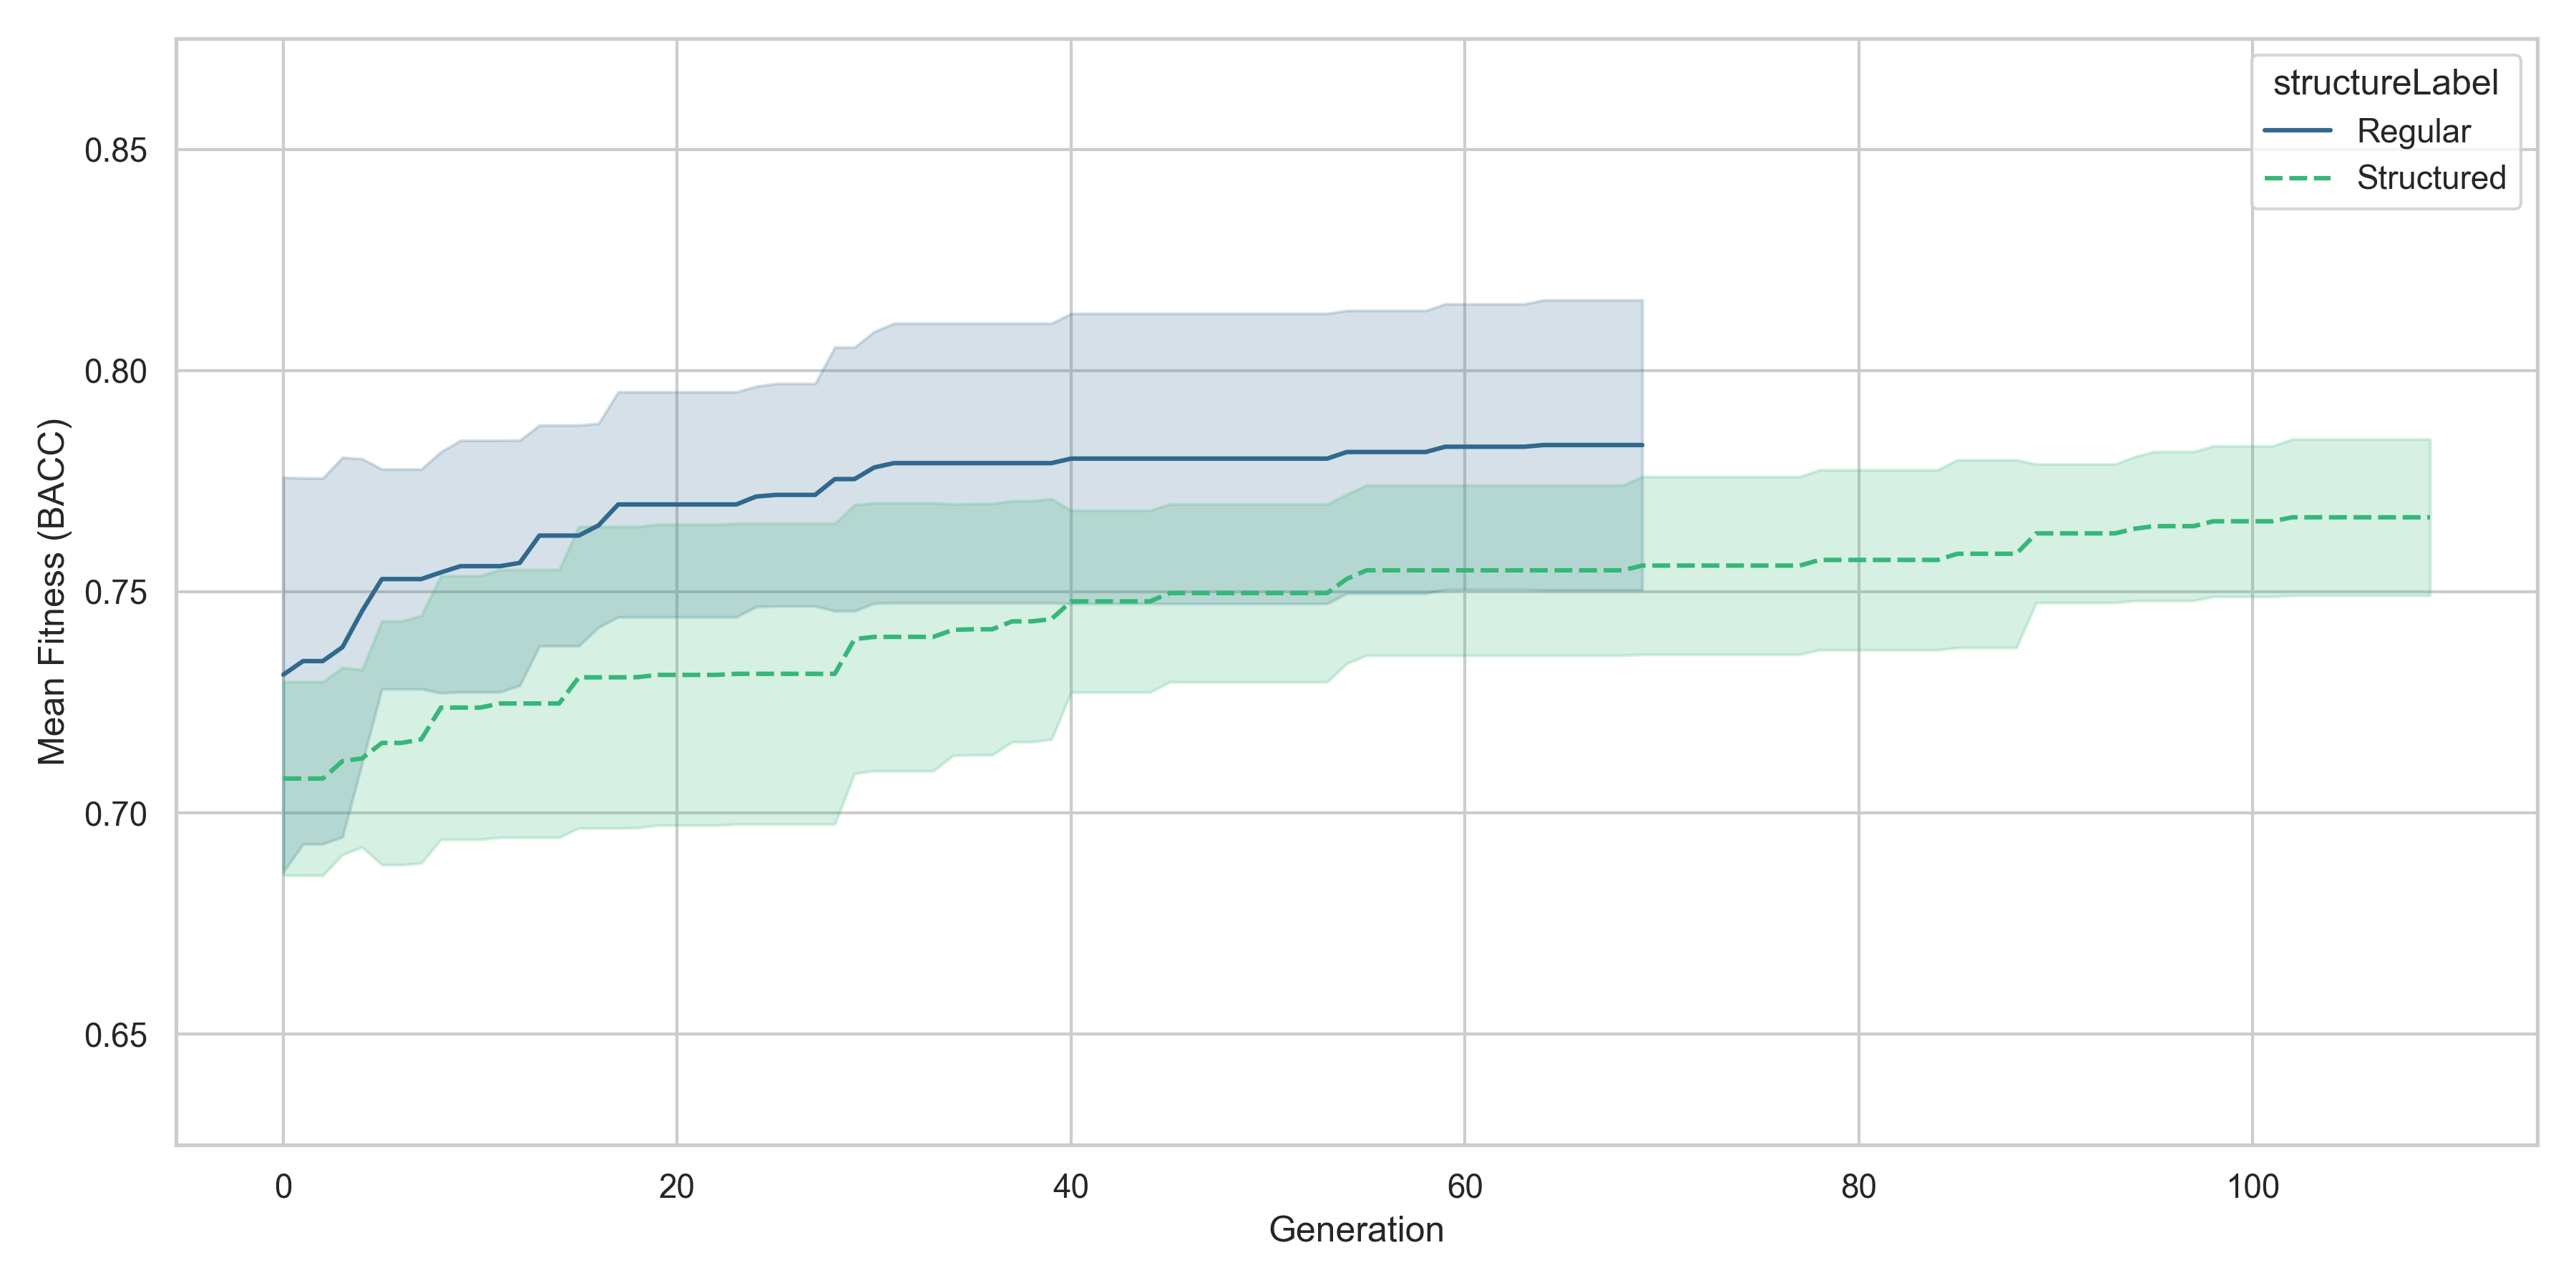 structureLabel
Regular
Structured
Mean Fitness (BACC)
0.85
0.80
0.75
0.70
0.65
0 20 40 60 80 100
Generation